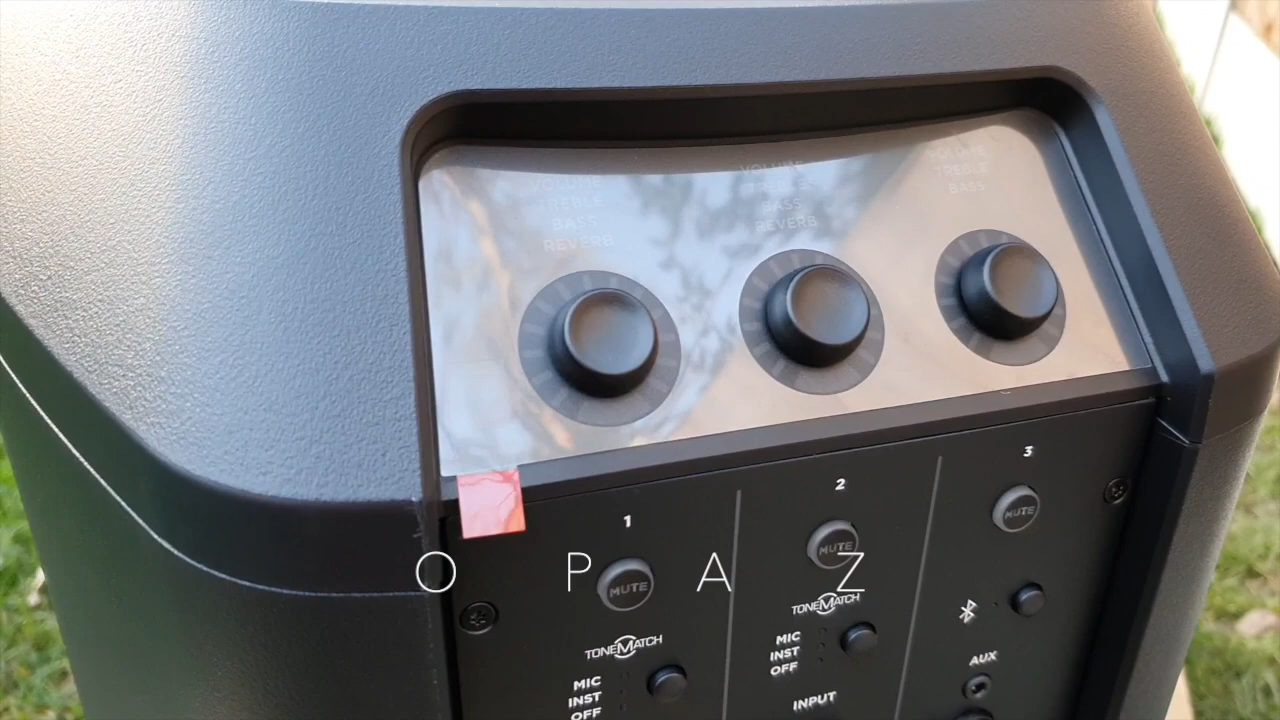 VOLUME
TREBLE
BASS
REVERB
VOLUME
TREBLE
BASS
REVERB
VOLUME
TREBLE
BASS
1
MUTE
TONEMATCH
MIC
INST
OFF
2
MUTE
TONEMATCH
MIC
INST
OFF
INPUT
3
MUTE
AUX
O P A Z